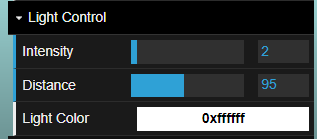 Light Control
Intensity 2
Distance 95
Light Color 0xffffff